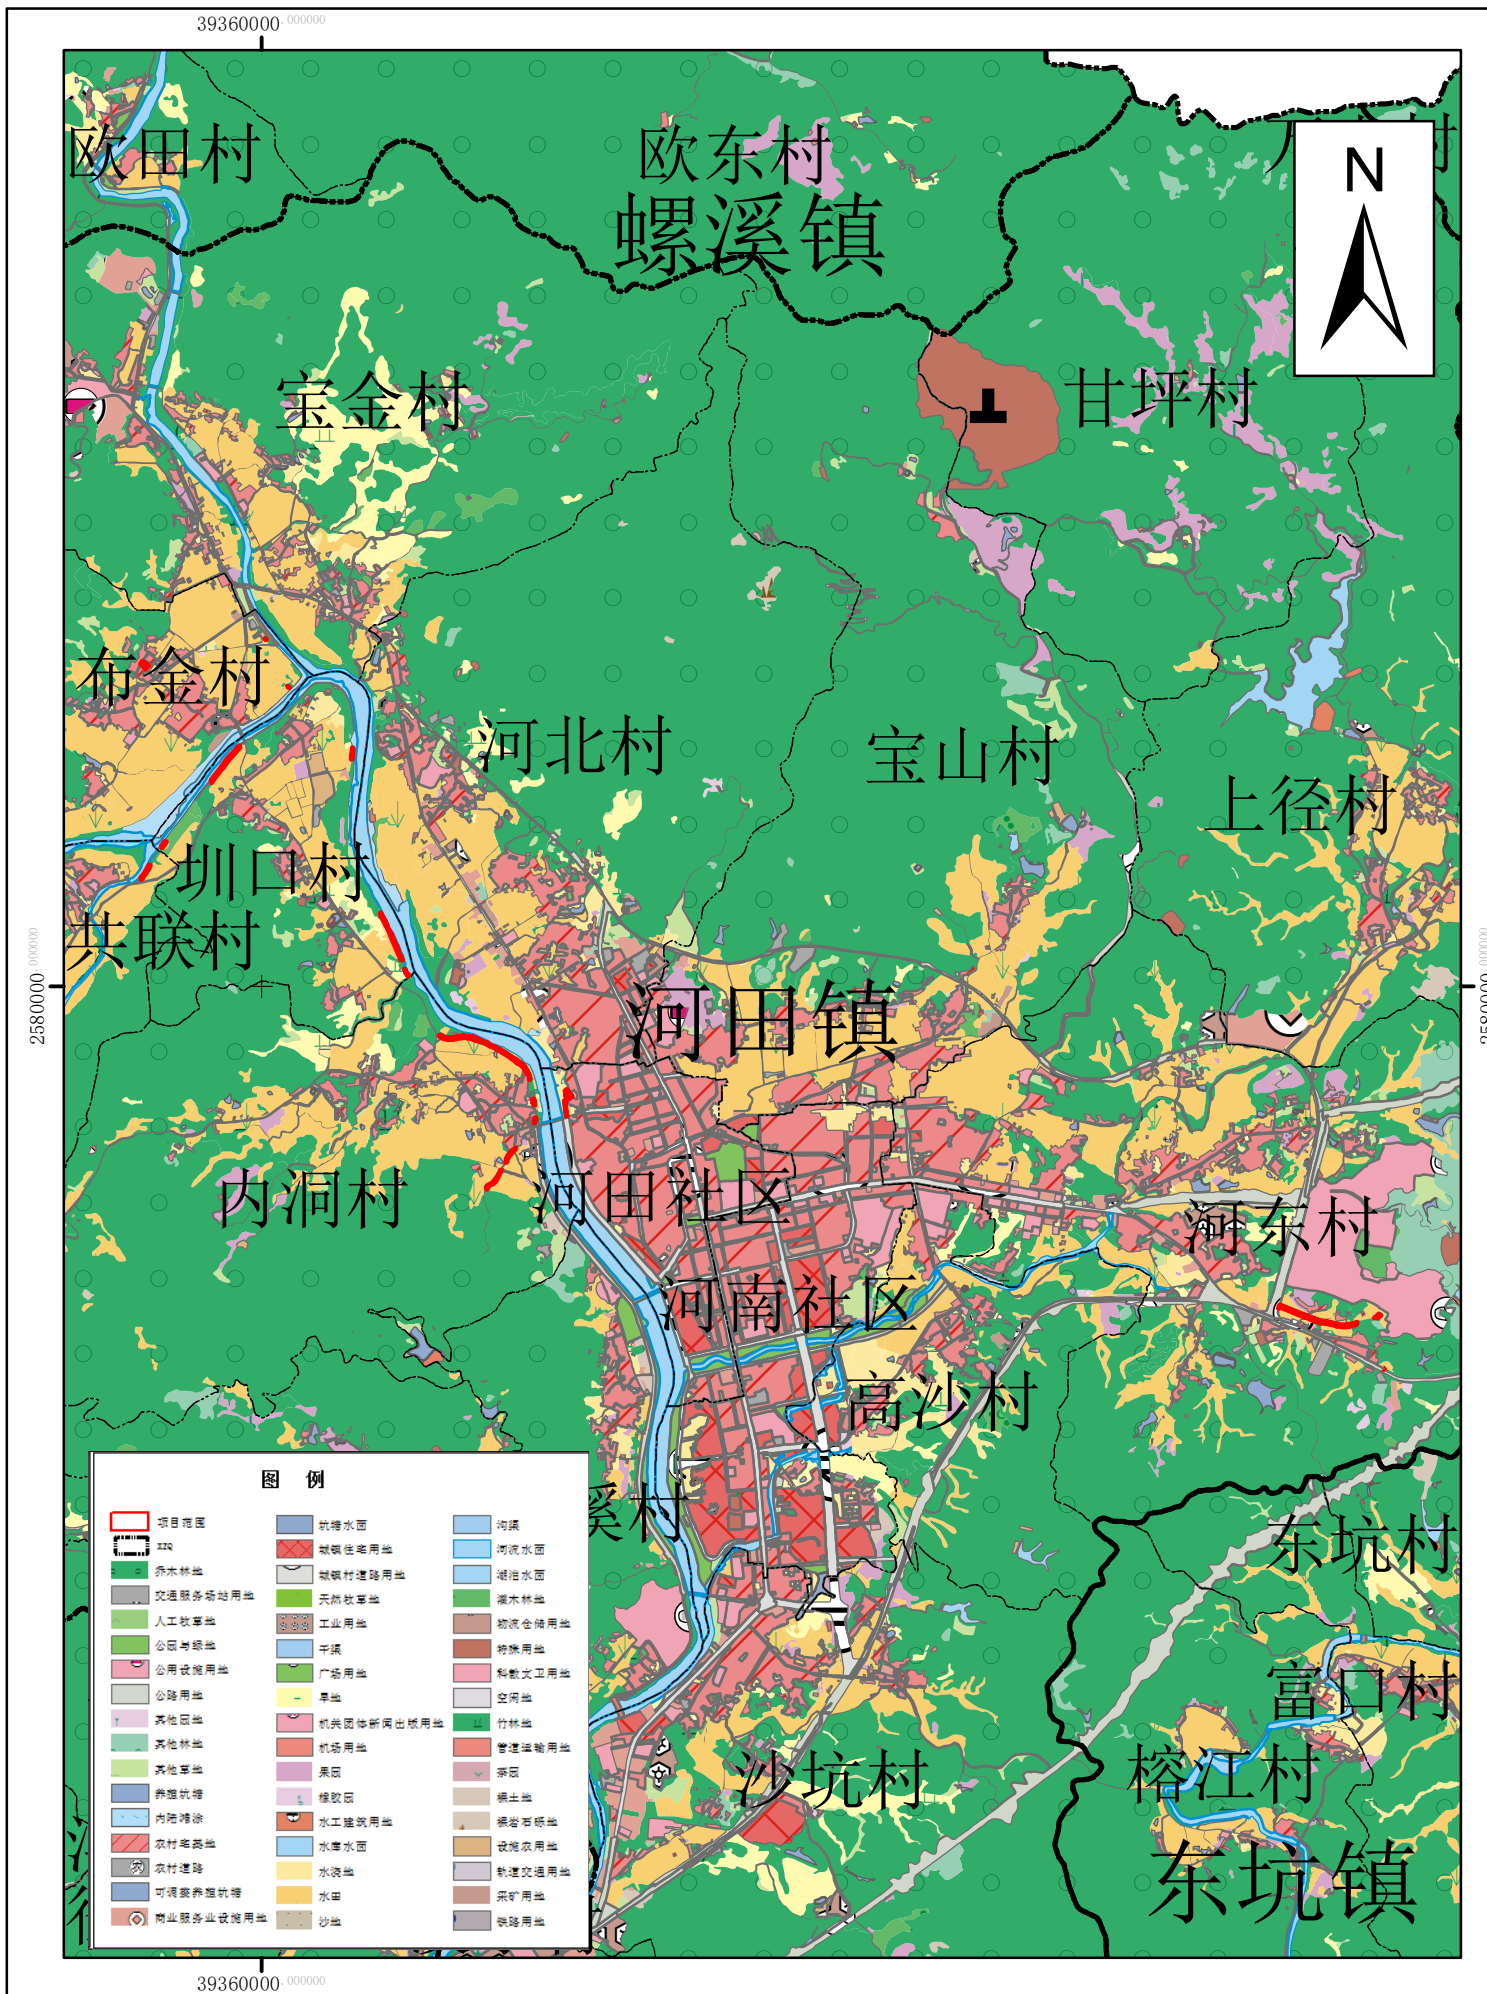 39360000.000000
欧田村
欧东村
螺溪镇
N
宝金村
甘坪村
布金村
河北村
宝山村
上径村
圳口村
共联村
2580000.000000
河田镇
内洞村
河田社区
河东村
河南社区
高沙村
溪村
东坑村
富口村
榕江村
沙坑村
东坑镇
图 例
项目范围
XZQ
乔木林地
交通服务场站用地
人工牧草地
公园与绿地
公用设施用地
公路用地
其他园地
其他林地
其他草地
养殖坑塘
内陆滩涂
农村宅基地
农村道路
可调整养殖坑塘
商业服务业设施用地
坑塘水面
城镇住宅用地
城镇村道路用地
天然牧草地
工业用地
干渠
广场用地
旱地
机关团体新闻出版用地
机场用地
果园
橡胶园
水工建筑用地
水库水面
水浇地
水田
沙地
沟渠
河流水面
湖泊水面
灌木林地
物流仓储用地
特殊用地
科教文卫用地
空闲地
竹林地
管道运输用地
茶园
裸土地
裸岩石砾地
设施农用地
轨道交通用地
采矿用地
铁路用地
39360000.000000